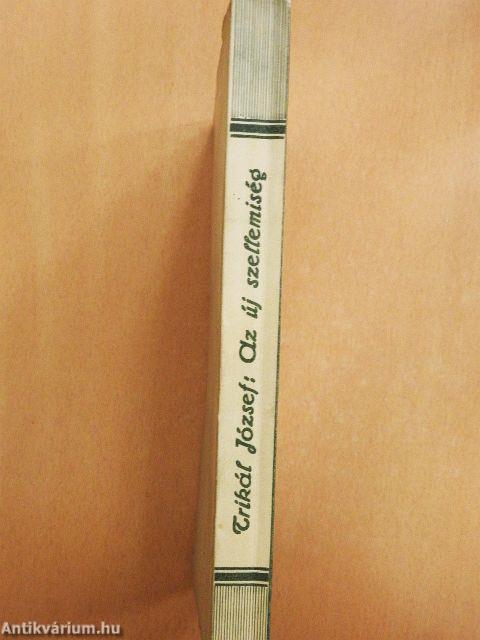 Trikál József: Az új szellemiség
Antikvárium.hu